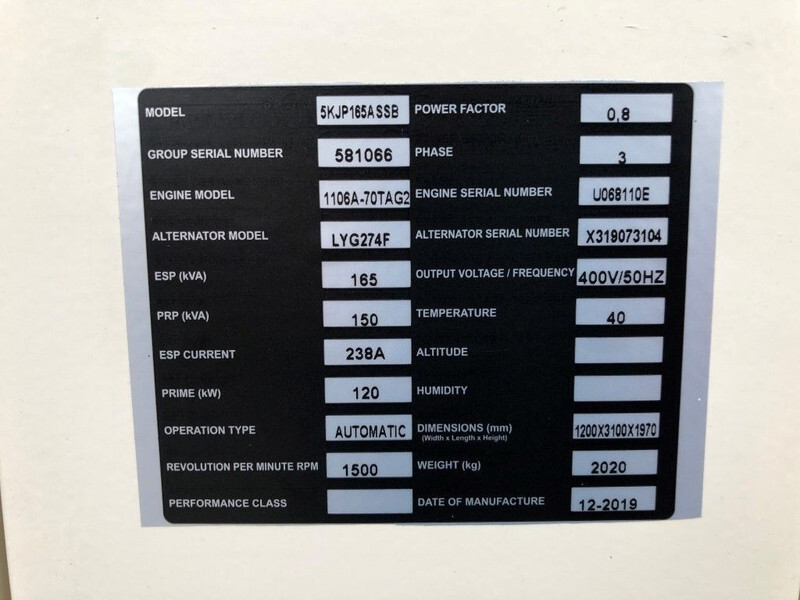 MODEL 5KJP165ASSB POWER FACTOR 0,8
GROUP SERIAL NUMBER 581066 PHASE 3
ENGINE MODEL 1106A-70TAG2 ENGINE SERIAL NUMBER U068110E
ALTERNATOR MODEL LYG274F ALTERNATOR SERIAL NUMBER X319073104
ESP (kVA) 165 OUTPUT VOLTAGE / FREQUENCY 400V/50HZ
PRP (kVA) 150 TEMPERATURE 40
ESP CURRENT 238A ALTITUDE
PRIME (kW) 120 HUMIDITY
OPERATION TYPE AUTOMATIC DIMENSIONS (mm) 1200X3100X1970
(Width x Length x Height)
REVOLUTION PER MINUTE RPM 1500 WEIGHT (kg) 2020
PERFORMANCE CLASS DATE OF MANUFACTURE 12-2019